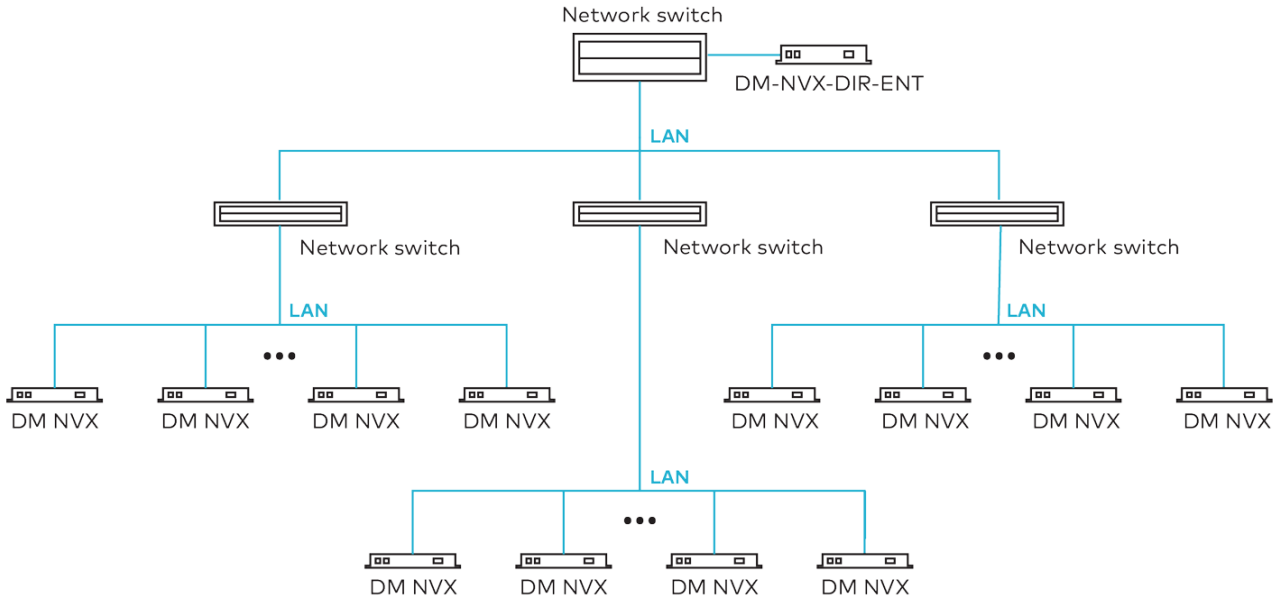 Network switch
DM-NVX-DIR-ENT
LAN
Network switch
Network switch
Network switch
LAN
LAN
•••
•••
DM NVX
DM NVX
DM NVX
DM NVX
DM NVX
DM NVX
DM NVX
DM NVX
LAN
•••
DM NVX
DM NVX
DM NVX
DM NVX